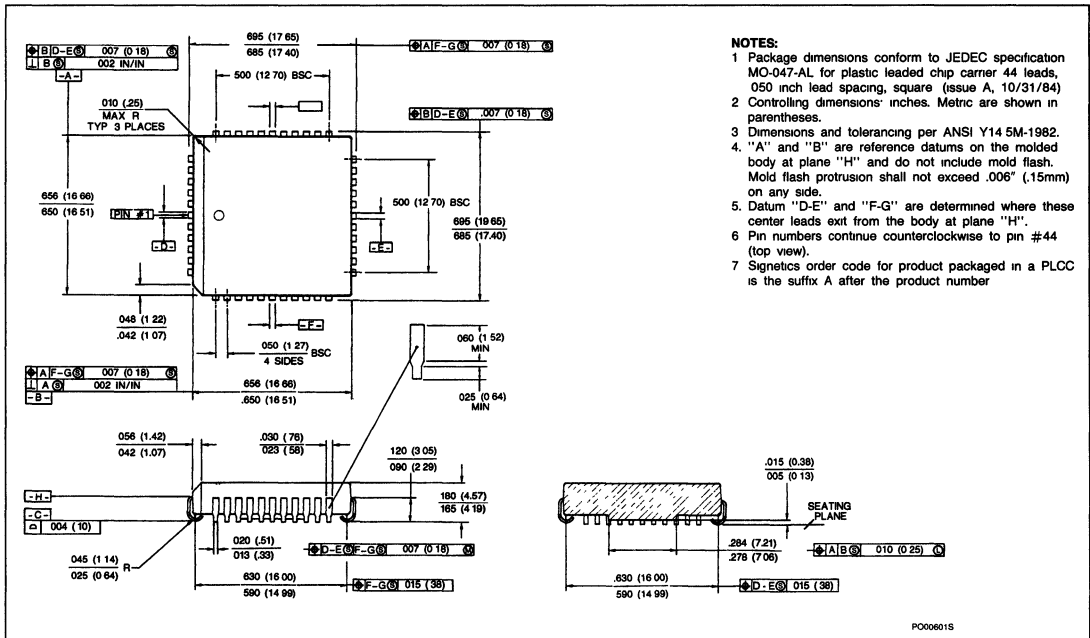 B D-E Ⓢ 007 (0 18) Ⓢ
⊥ B Ⓢ 002 IN/IN
-A-
695 (17 65)
685 (17 40)
A F-G Ⓢ 007 (0 18) Ⓢ
500 (12 70) BSC
010 (.25)
MAX R
TYP 3 PLACES
B D-E Ⓢ .007 (0 18) Ⓢ
656 (16 66)
650 (16 51)
PIN #1
-D-
500 (12 70) BSC
-E-
695 (19 65)
685 (17.40)
048 (1 22)
.042 (1 07)
-F-
050 (1 27) BSC
4 SIDES
060 (1 52)
MIN
025 (0 64)
MIN
A F-G Ⓢ 007 (0 18) Ⓢ
⊥ A Ⓢ 002 IN/IN
-B-
656 (16 66)
.650 (16 51)
056 (1.42)
042 (1.07)
.030 (76)
023 (58)
120 (3 05)
090 (2 29)
-H-
-C-
004 (10)
180 (4.57)
165 (4 19)
045 (1 14) R
025 (0 64)
020 (.51)
013 (.33)
D-E Ⓢ F-G Ⓢ 007 (0 18) Ⓜ
630 (16 00)
590 (14 99)
F-G Ⓢ 015 (38)
.015 (0.38)
005 (0 13)
SEATING
PLANE
.284 (7.21)
.278 (7 06)
A B Ⓢ 010 (0 25) Ⓛ
.630 (16 00)
590 (14 99)
D-E Ⓢ 015 (38)
NOTES:
1 Package dimensions conform to JEDEC specification
MO-047-AL for plastic leaded chip carrier 44 leads,
050 inch lead spacing, square (issue A, 10/31/84)
2 Controlling dimensions· inches. Metric are shown in
parentheses.
3 Dimensions and tolerancing per ANSI Y14 5M-1982.
4. "A" and "B" are reference datums on the molded
body at plane "H" and do not include mold flash.
Mold flash protrusion shall not exceed .006" (.15mm)
on any side.
5. Datum "D-E" and "F-G" are determined where these
center leads exit from the body at plane "H".
6 Pin numbers continue counterclockwise to pin #44
(top view).
7 Signetics order code for product packaged in a PLCC
is the suffix A after the product number
PO00601S